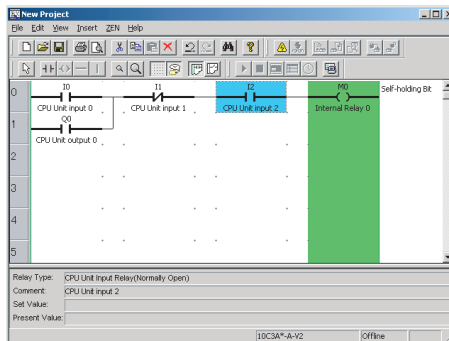 New Project
File Edit View Insert ZEN Help
0 I0 I1 I2 M0 Self-holding Bit
CPU Unit input 0 CPU Unit input 1 CPU Unit input 2 Internal Relay 0
1 Q0
CPU Unit output 0
2
3
4
5
Relay Type: CPU Unit Input Relay(Normally Open)
Comment: CPU Unit input 2
Set Value:
Present Value:
10C3A*-A-V2 Offline